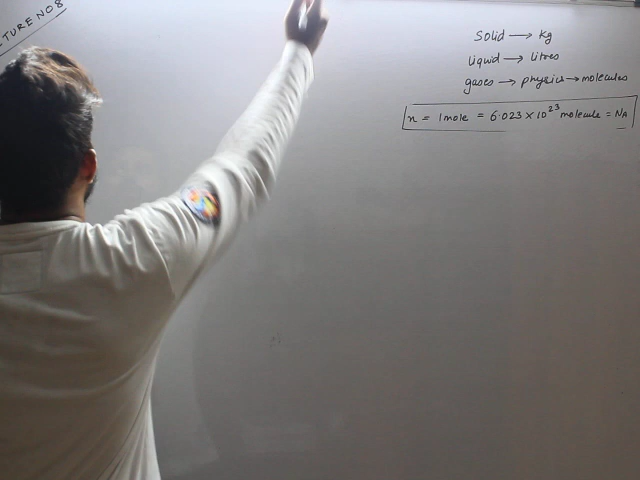 TURE NO 8
Solid → Kg
Liquid → litres
gases → physics → molecules
n = 1mole = 6.023 × 10²³ molecule = NA